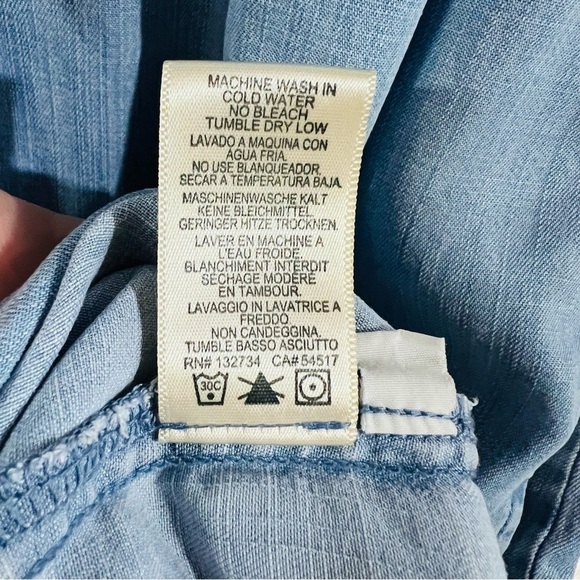 MACHINE WASH IN
COLD WATER
NO BLEACH
TUMBLE DRY LOW
LAVADO A MAQUINA CON
AGUA FRIA.
NO USE BLANQUEADOR.
SECAR A TEMPERATURA BAJA.
MASCHINENWASCHE KALT
KEINE BLEICHMITTEL.
GERINGER HITZE TROCKNEN.
LAVER EN MACHINE A
L'EAU FROIDE.
BLANCHIMENT INTERDIT
SÉCHAGE MODÉRÉ
EN TAMBOUR.
LAVAGGIO IN LAVATRICE A
FREDDO
NON CANDEGGINA.
TUMBLE BASSO ASCIUTTO
RN# 132734 CA# 54517
30C